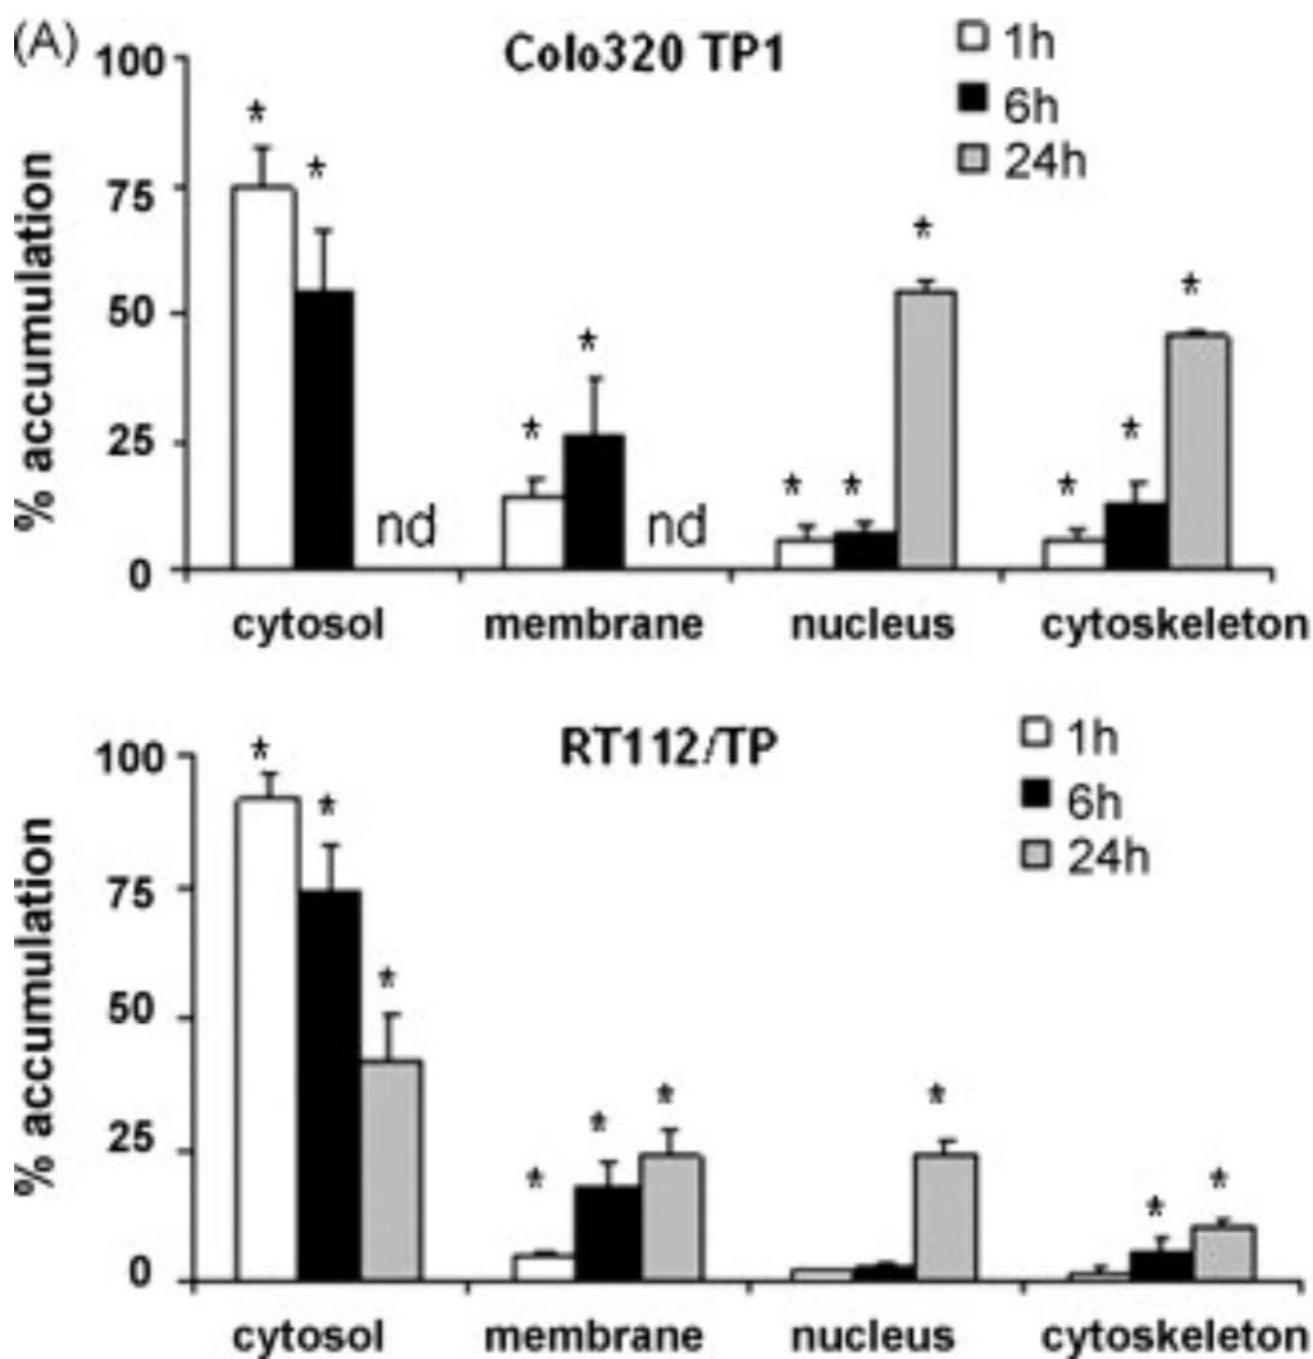 (A)
Colo320 TP1
1h
6h
24h
% accumulation
100
75
50
25
0
* *
nd
* *
nd
* * *
* * *
cytosol membrane nucleus cytoskeleton
RT112/TP
1h
6h
24h
% accumulation
100
75
50
25
0
* * *
* * *
*
* *
cytosol membrane nucleus cytoskeleton